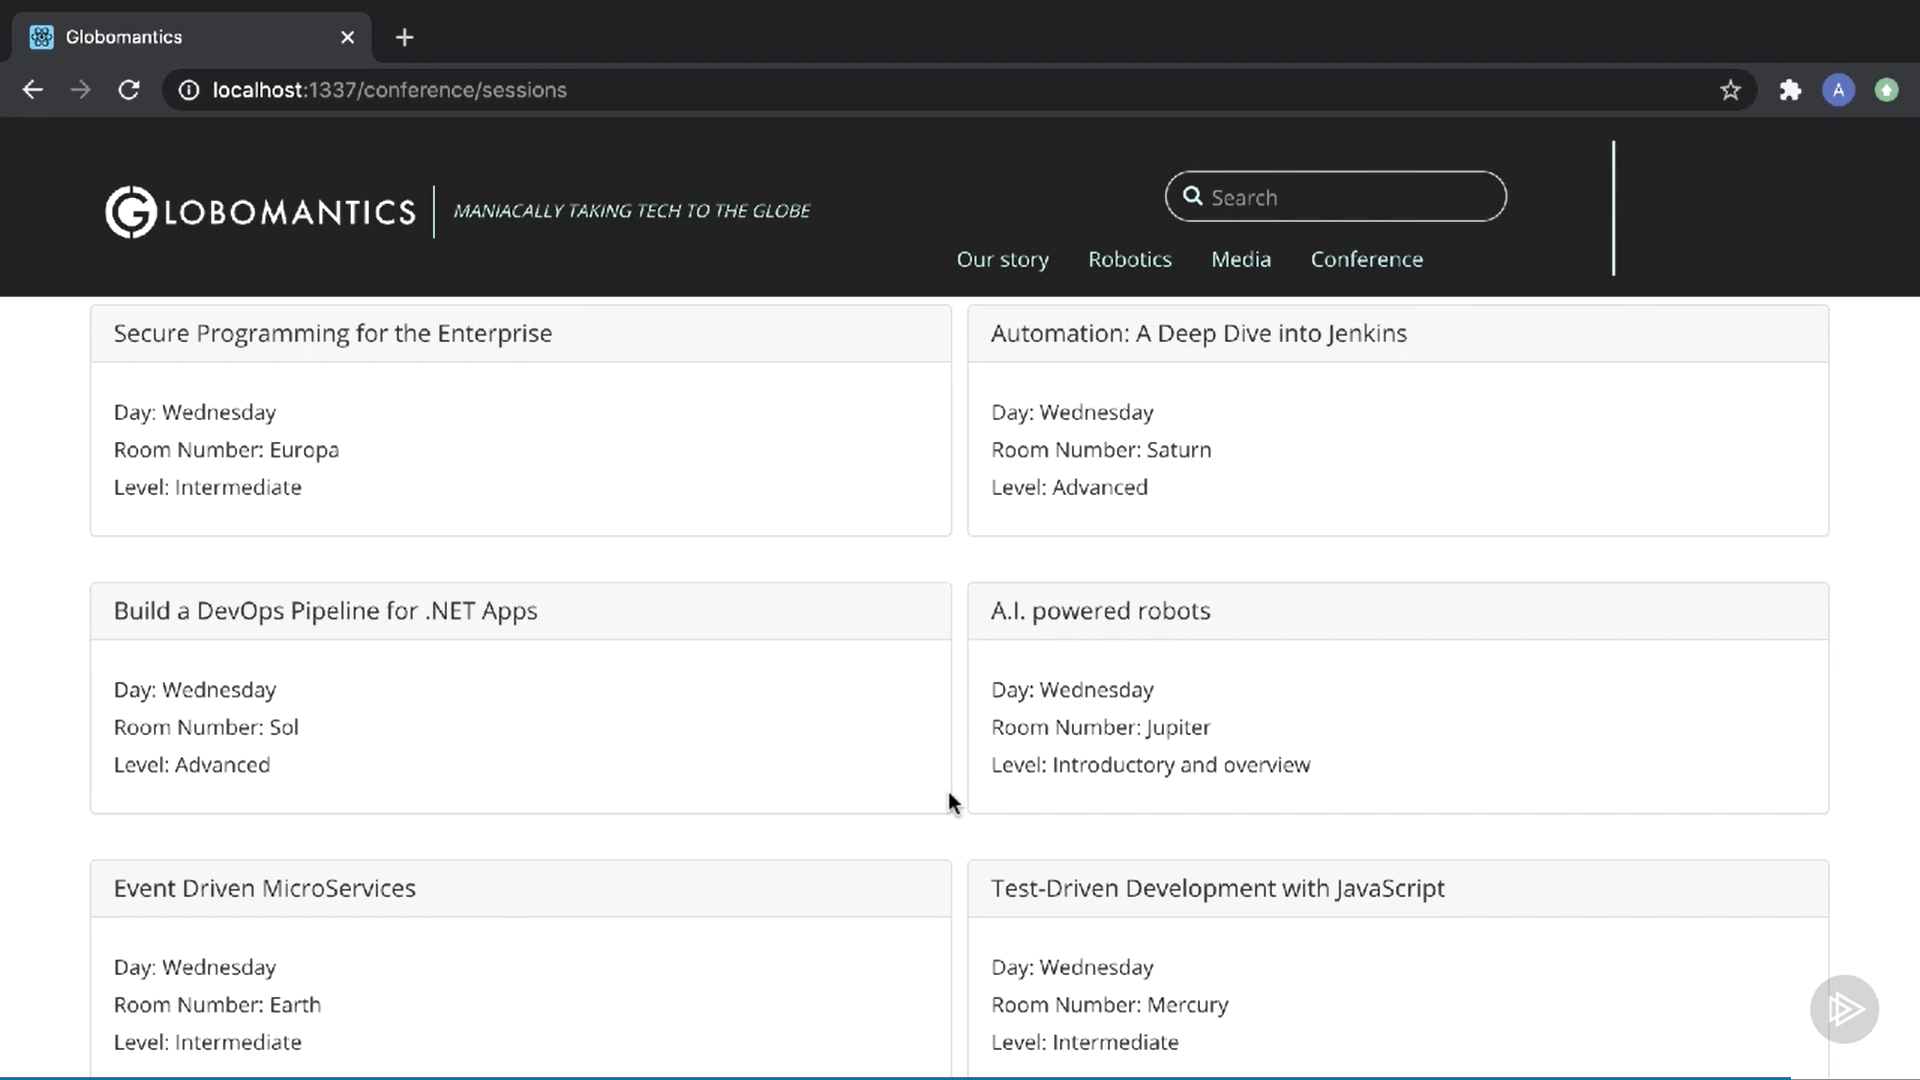 Globomantics
localhost:1337/conference/sessions
A
GLOBOMANTICS
MANIACALLY TAKING TECH TO THE GLOBE
Search
Our story Robotics Media Conference
Secure Programming for the Enterprise
Day: Wednesday
Room Number: Europa
Level: Intermediate
Automation: A Deep Dive into Jenkins
Day: Wednesday
Room Number: Saturn
Level: Advanced
Build a DevOps Pipeline for .NET Apps
Day: Wednesday
Room Number: Sol
Level: Advanced
A.I. powered robots
Day: Wednesday
Room Number: Jupiter
Level: Introductory and overview
Event Driven MicroServices
Day: Wednesday
Room Number: Earth
Level: Intermediate
Test-Driven Development with JavaScript
Day: Wednesday
Room Number: Mercury
Level: Intermediate